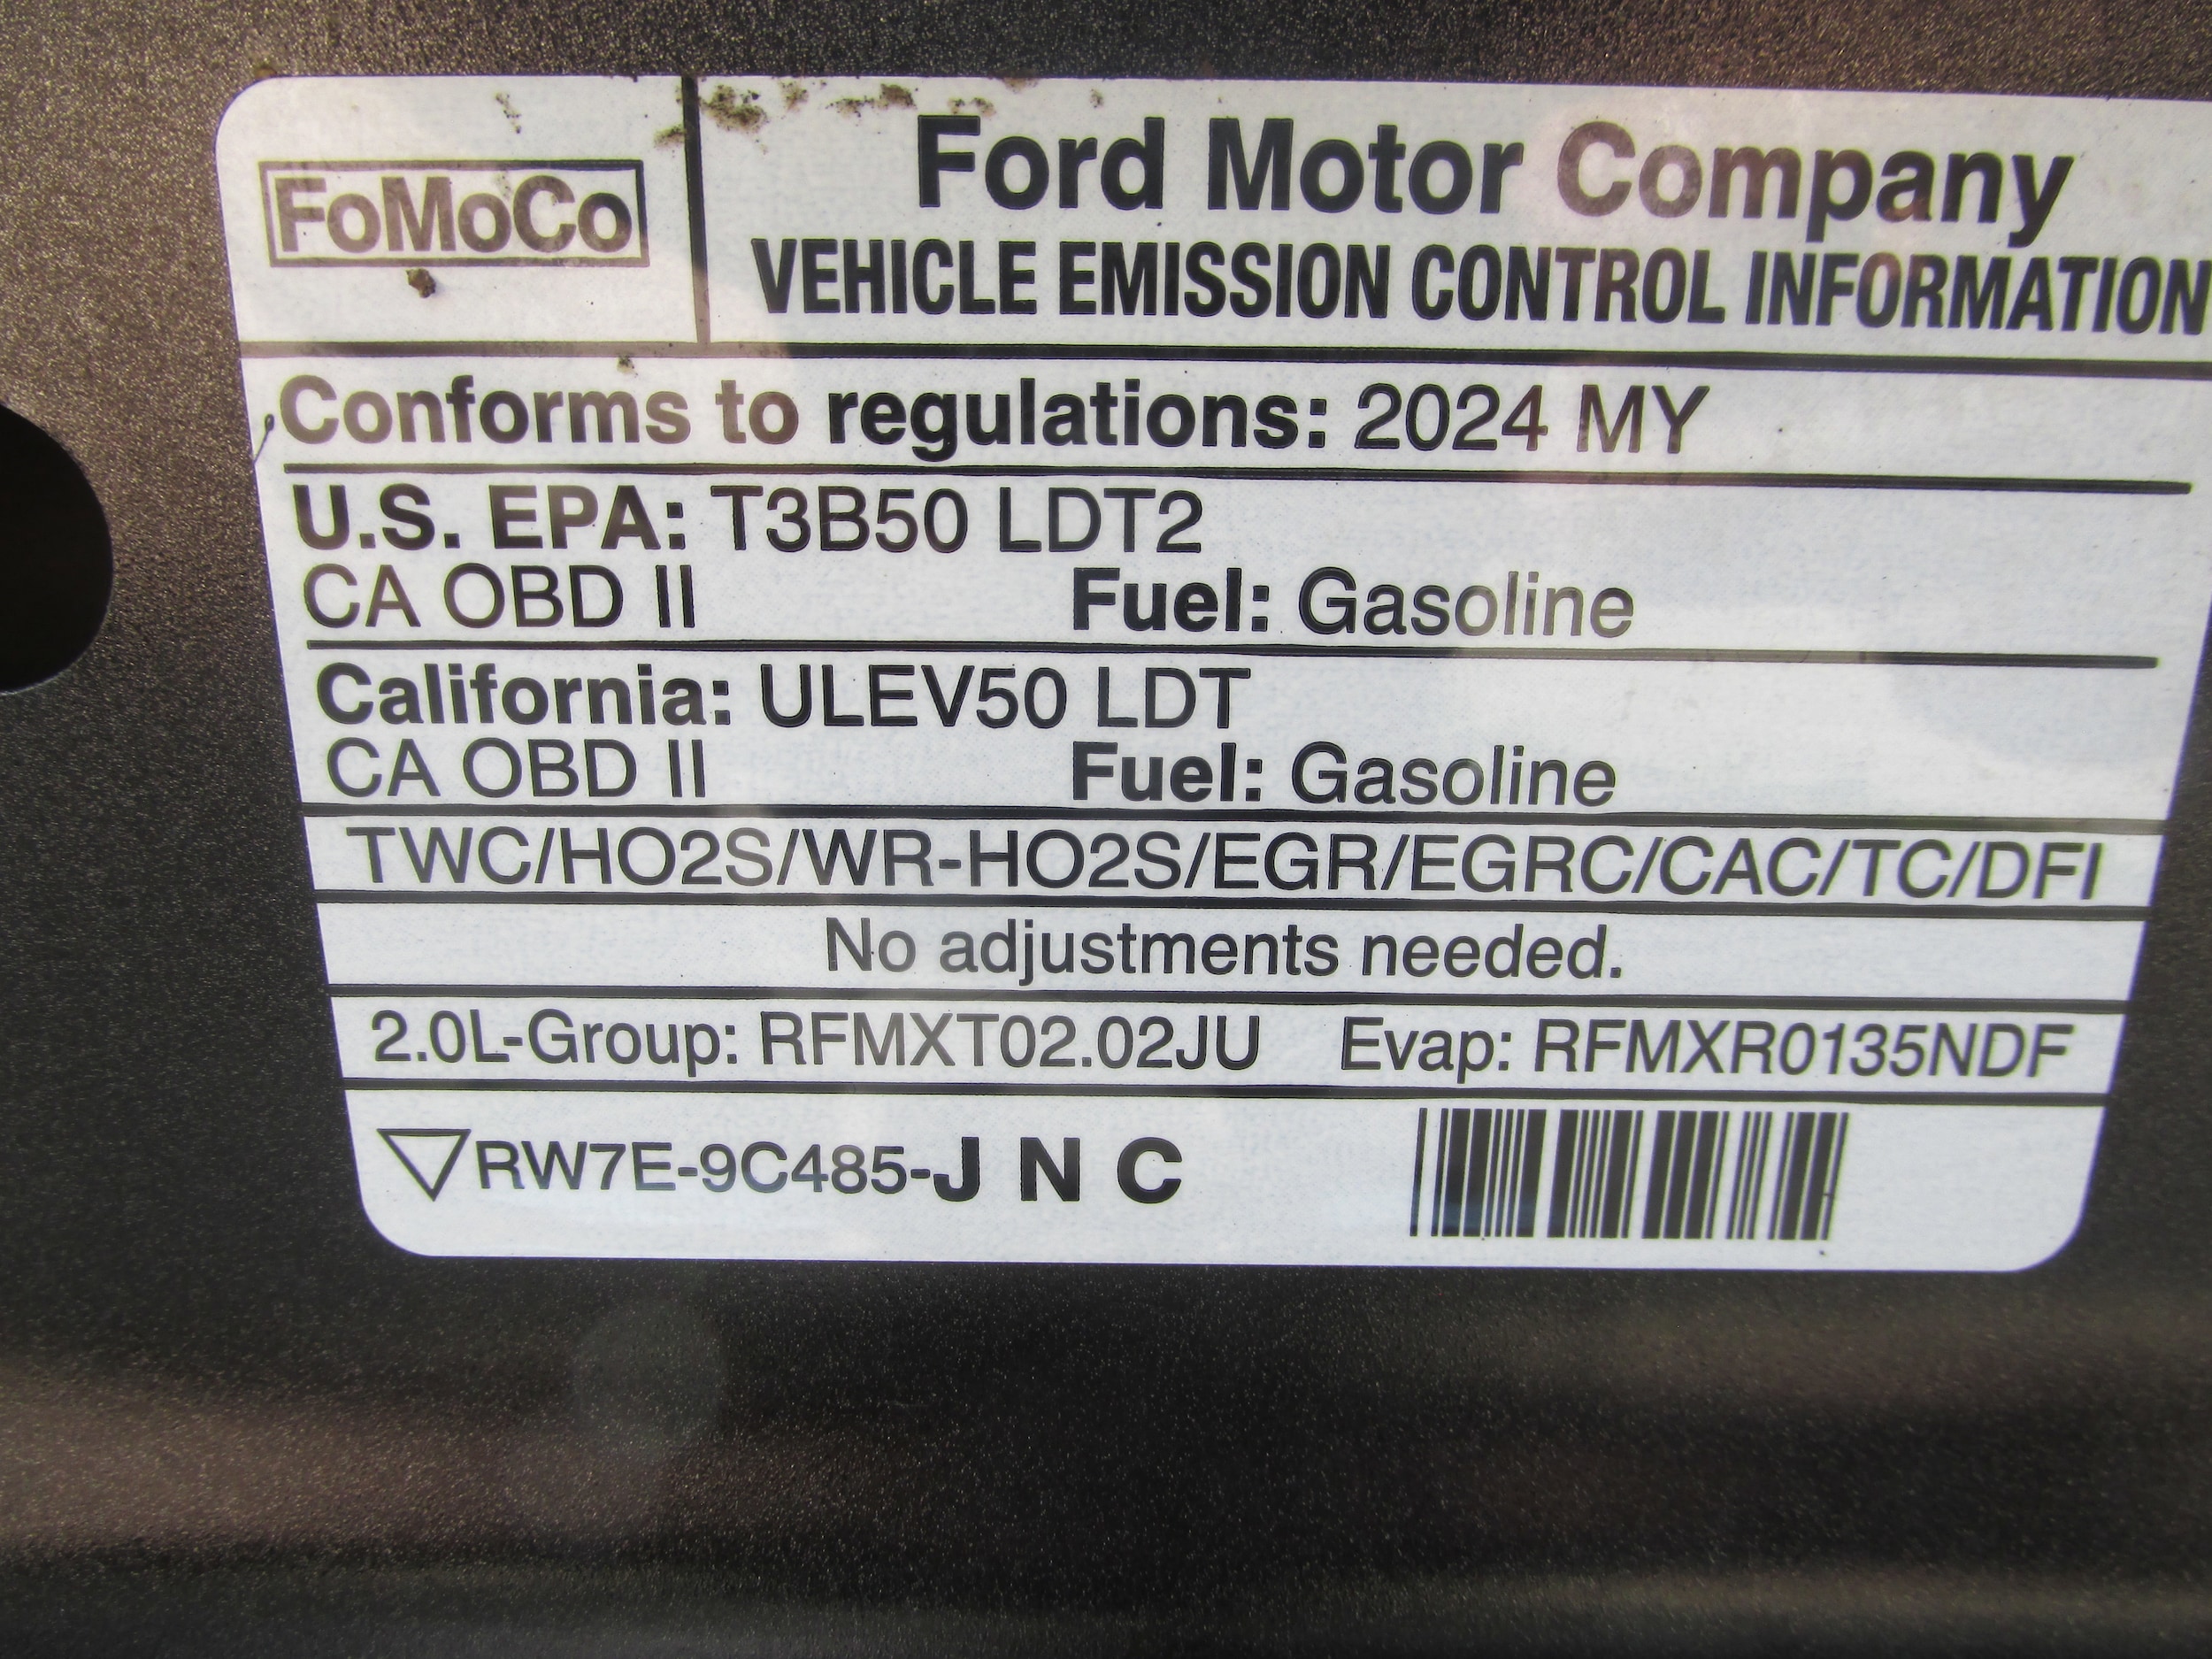 FoMoCo
Ford Motor Company
VEHICLE EMISSION CONTROL INFORMATION
Conforms to regulations: 2024 MY
U.S. EPA: T3B50 LDT2
CA OBD II Fuel: Gasoline
California: ULEV50 LDT
CA OBD II Fuel: Gasoline
TWC/HO2S/WR-HO2S/EGR/EGRC/CAC/TC/DFI
No adjustments needed.
2.0L-Group: RFMXT02.02JU Evap: RFMXR0135NDF
RW7E-9C485-J N C